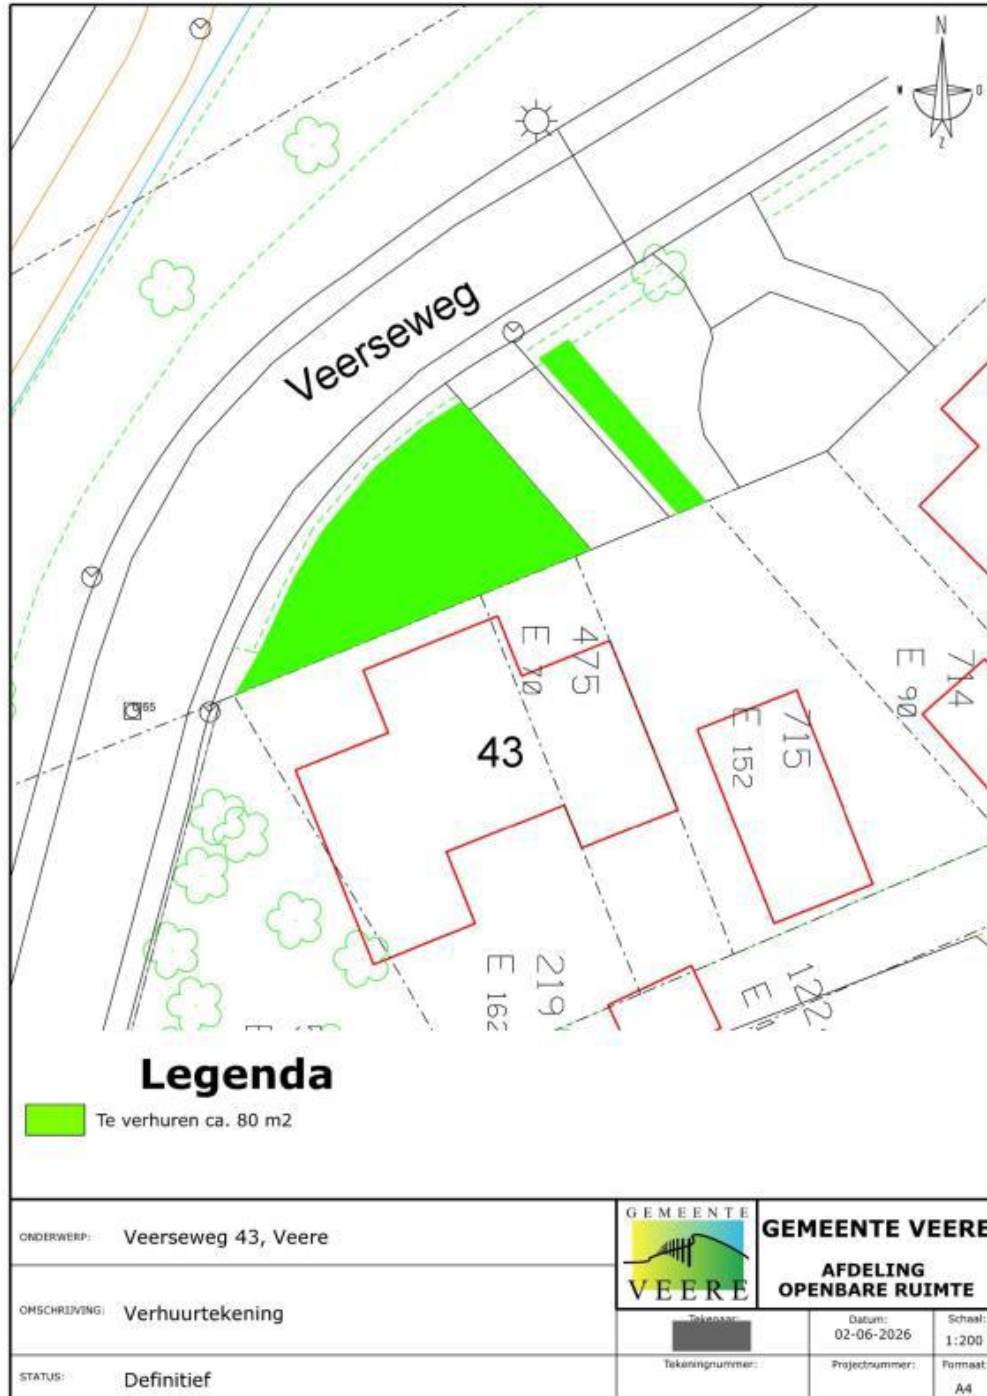 N
W O
Z
Veerseweg
E 70
475
E 90
714
E 152
715
43
E 162
219
E
Legenda
Te verhuren ca. 80 m2
ONDERWERP: Veerseweg 43, Veere
OMSCHRIJVING: Verhuurtekening
STATUS: Definitief
GEMEENTE
VEERE
GEMEENTE VEERE
AFDELING
OPENBARE RUIMTE
Tekenaar:
Datum:
02-06-2026
Schaal:
1:200
Tekeningnummer:
Projectnummer:
Formaat
A4